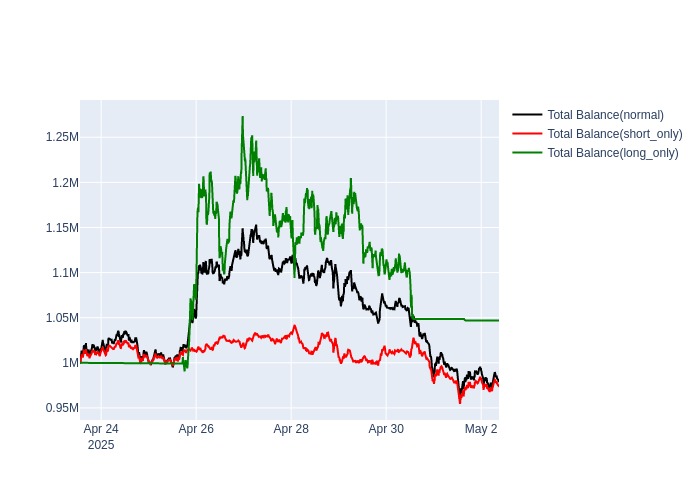 1.25M
1.2M
1.15M
1.1M
1.05M
1M
0.95M
Apr 24
2025
Apr 26
Apr 28
Apr 30
May 2
Total Balance(normal)
Total Balance(short_only)
Total Balance(long_only)